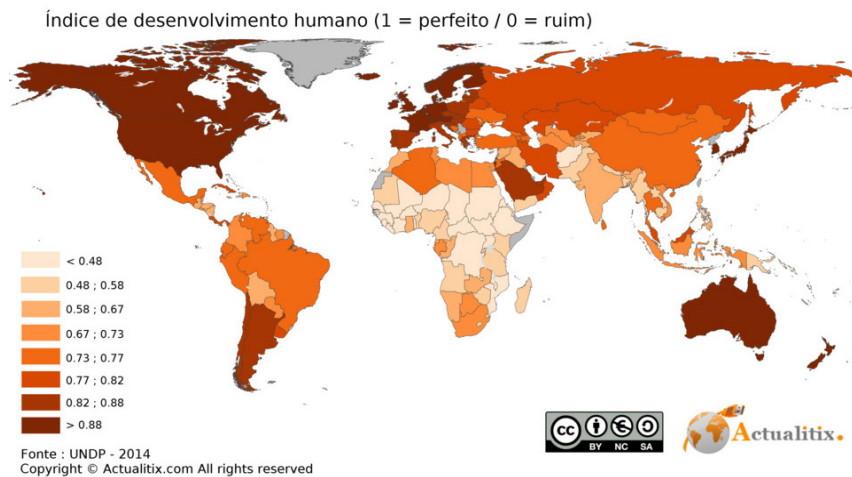 Índice de desenvolvimento humano (1 = perfeito / 0 = ruim)
< 0.48
0.48 ; 0.58
0.58 ; 0.67
0.67 ; 0.73
0.73 ; 0.77
0.77 ; 0.82
0.82 ; 0.88
> 0.88
cc
BY NC SA
Actualitix.
Fonte : UNDP - 2014
Copyright © Actualitix.com All rights reserved